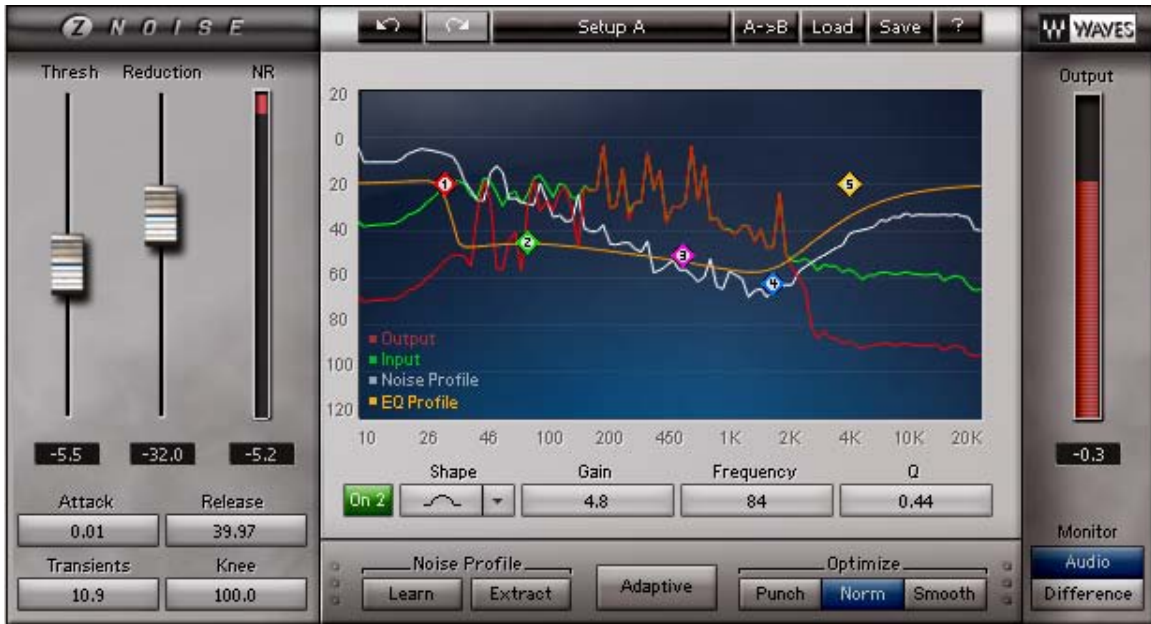 Z NOISE
Setup A
A->B
Load
Save
?
WAVES
Thresh
Reduction
NR
-5.5
-32.0
-5.2
Attack
Release
0.01
39.97
Transients
Knee
10.9
100.0
20
0
20
40
60
80
100
120
1
2
3
4
5
Output
Input
Noise Profile
EQ Profile
10
26
46
100
200
450
1K
2K
4K
10K
20K
Shape
Gain
Frequency
Q
On 2
4.8
84
0.44
Noise Profile
Learn
Extract
Adaptive
Optimize
Punch
Norm
Smooth
Output
-0.3
Monitor
Audio
Difference